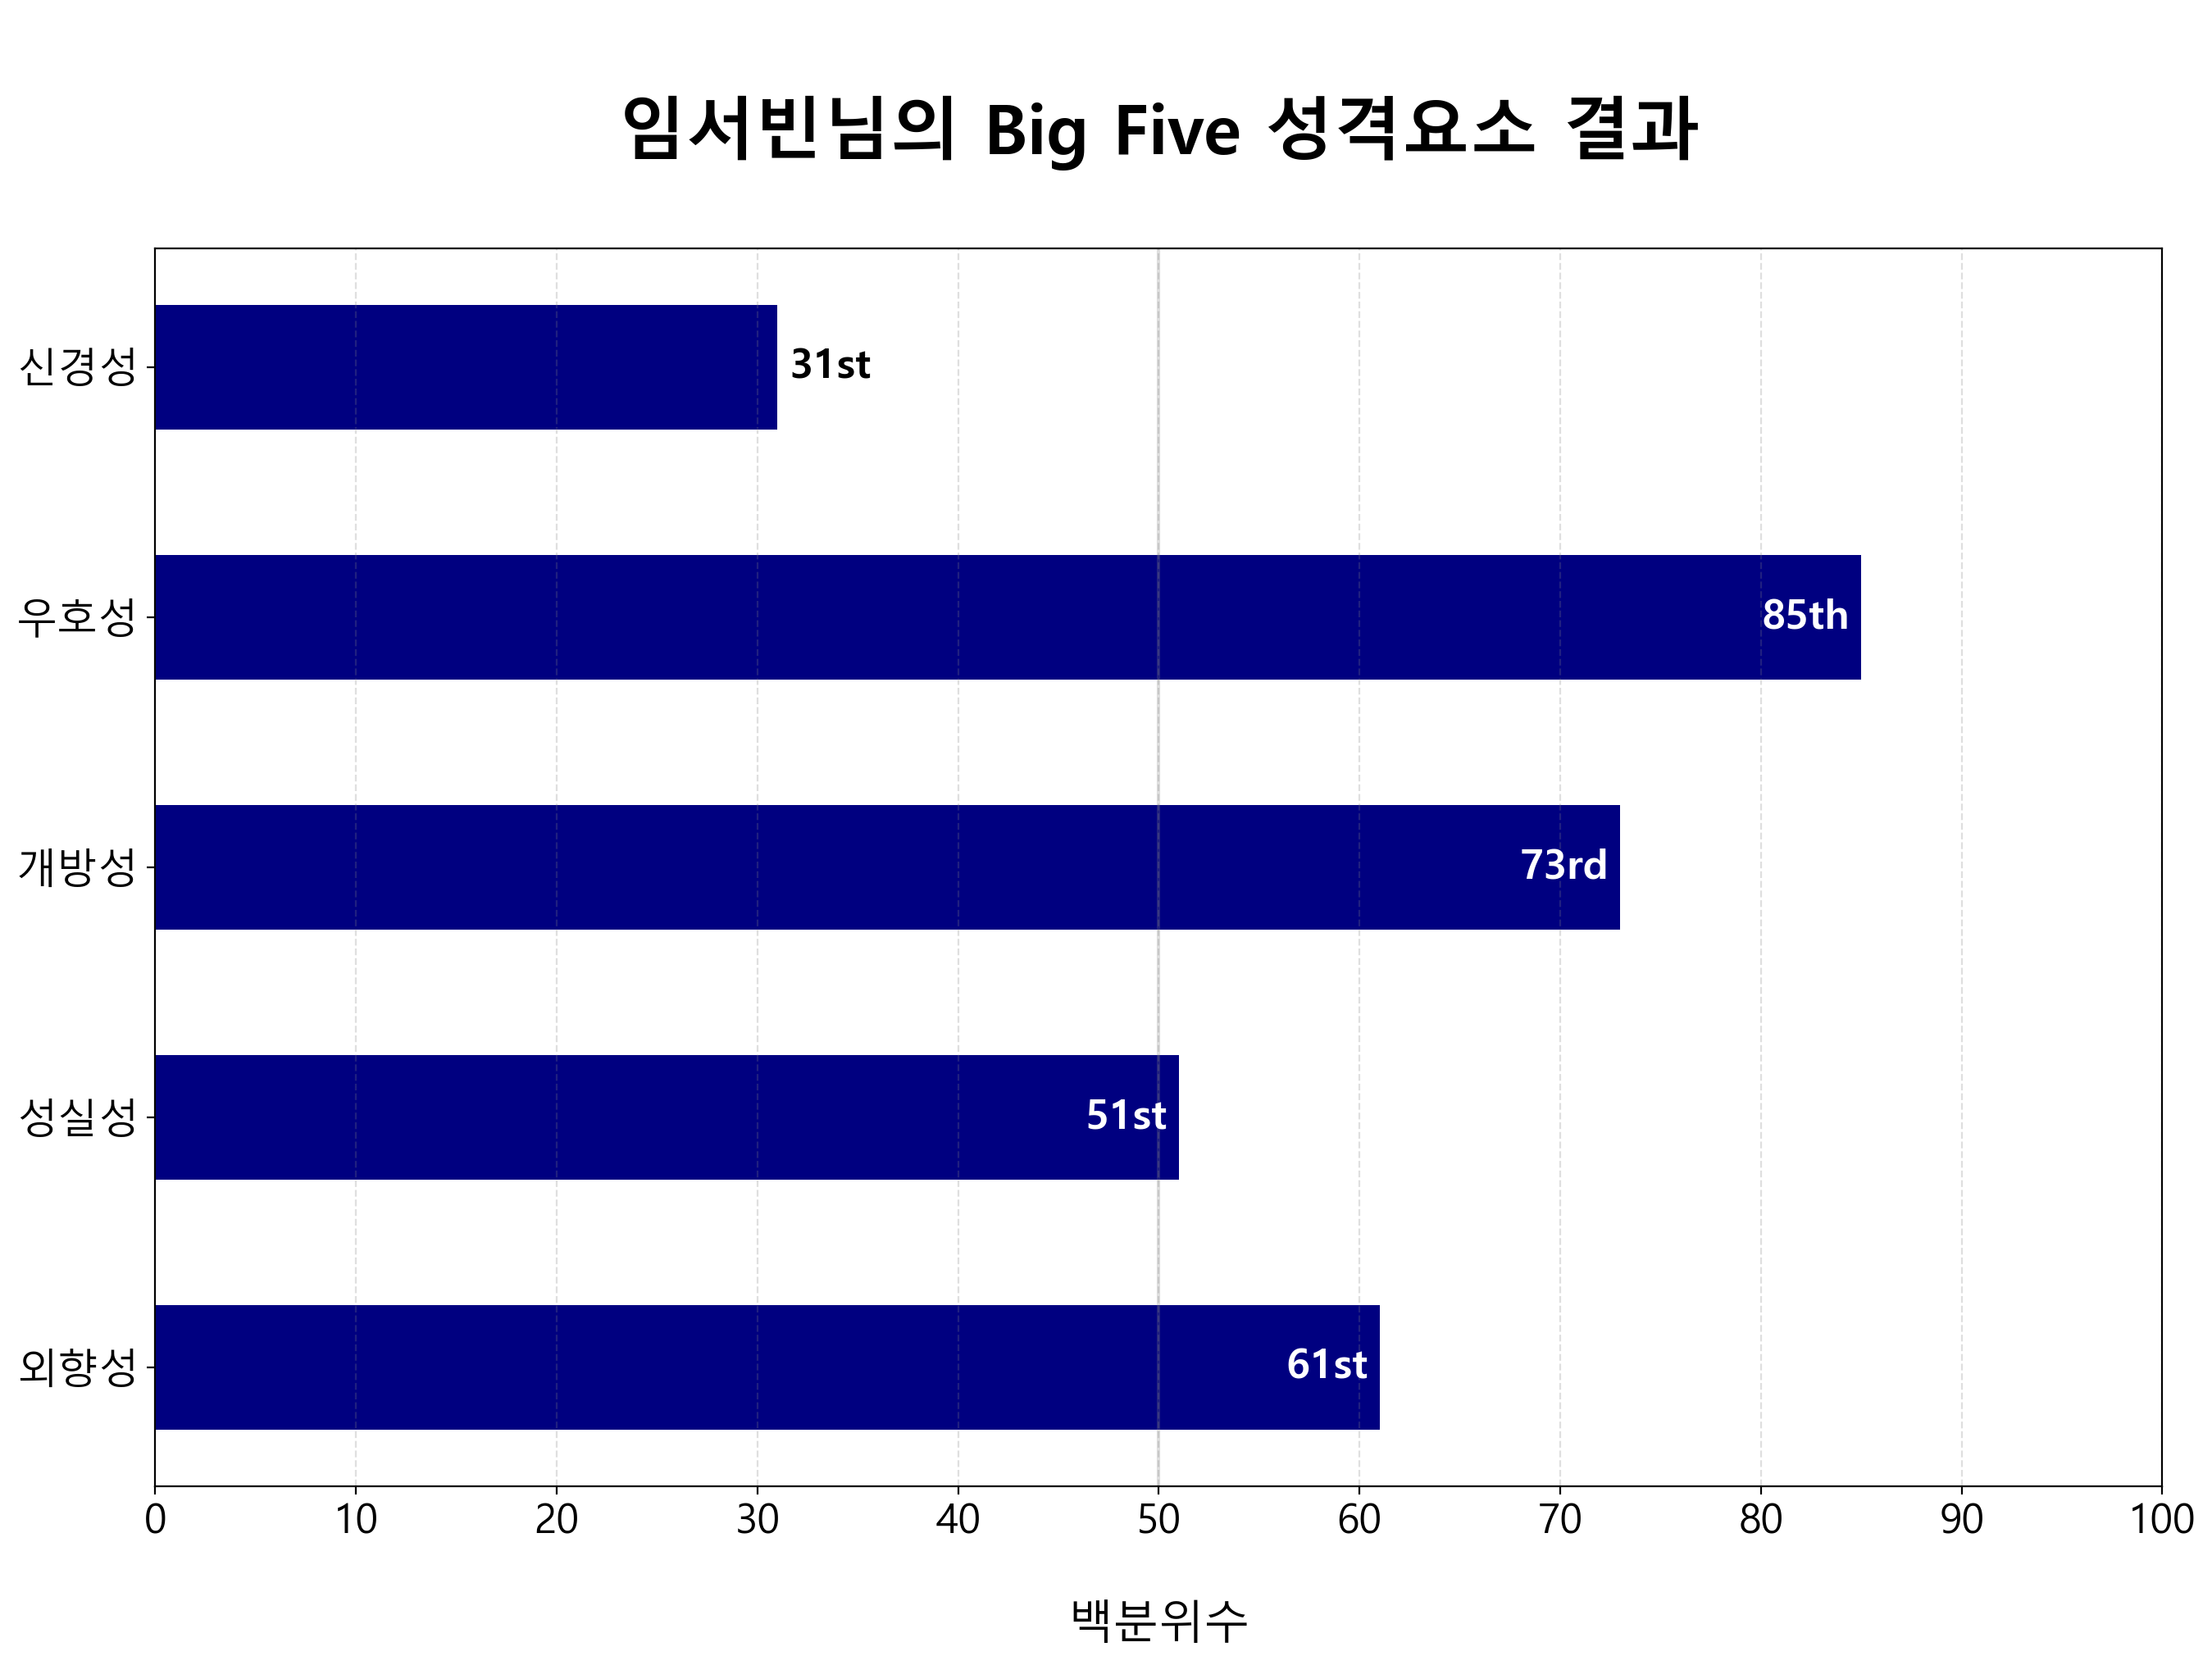 임서빈님의 Big Five 성격요소 결과
신경성 31st
우호성 85th
개방성 73rd
성실성 51st
외향성 61st
0 10 20 30 40 50 60 70 80 90 100
백분위수